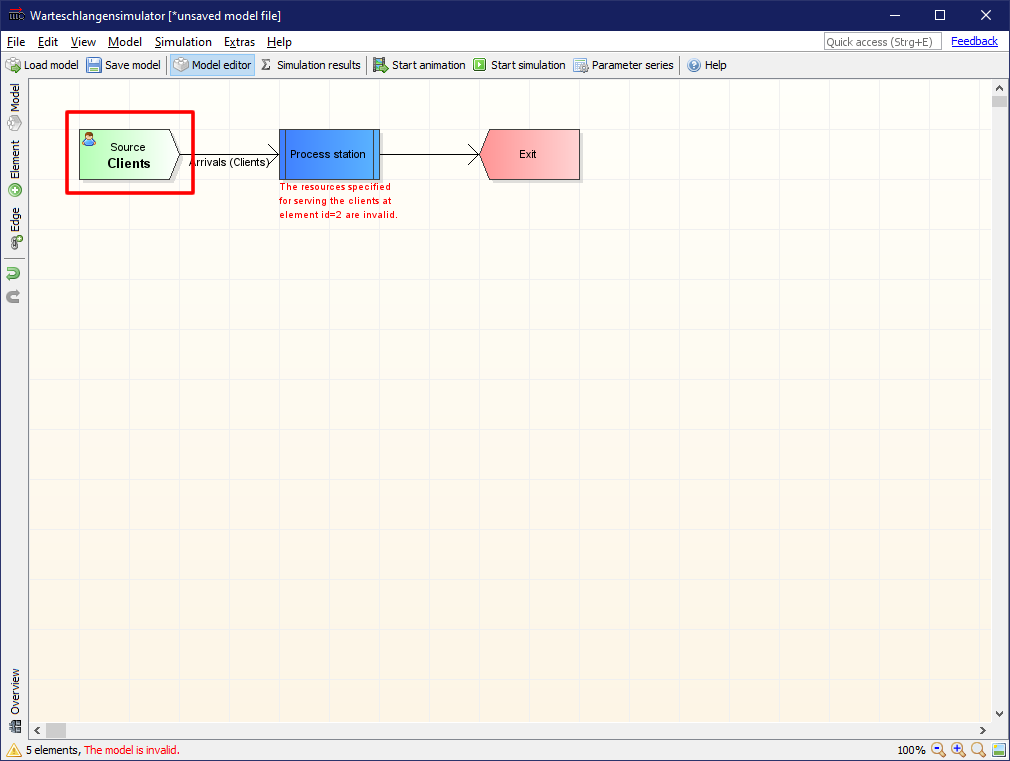 Warteschlangensimulator [*unsaved model file]
File Edit View Model Simulation Extras Help
Quick access (Strg+E) Feedback
Load model Save model Model editor Σ Simulation results Start animation Start simulation Parameter series Help
Model
Element
Edge
Overview
Source
Clients
Arrivals (Clients)
Process station
Exit
The resources specified
for serving the clients at
element id=2 are invalid.
5 elements, The model is invalid.
100%